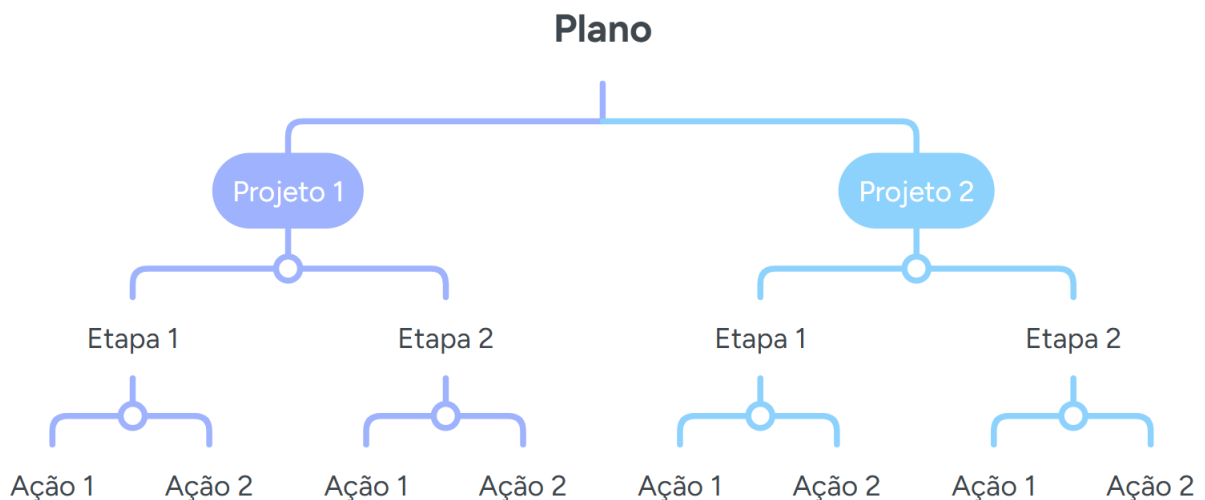 Plano
Projeto 1
Projeto 2
Etapa 1
Etapa 2
Etapa 1
Etapa 2
Ação 1
Ação 2
Ação 1
Ação 2
Ação 1
Ação 2
Ação 1
Ação 2